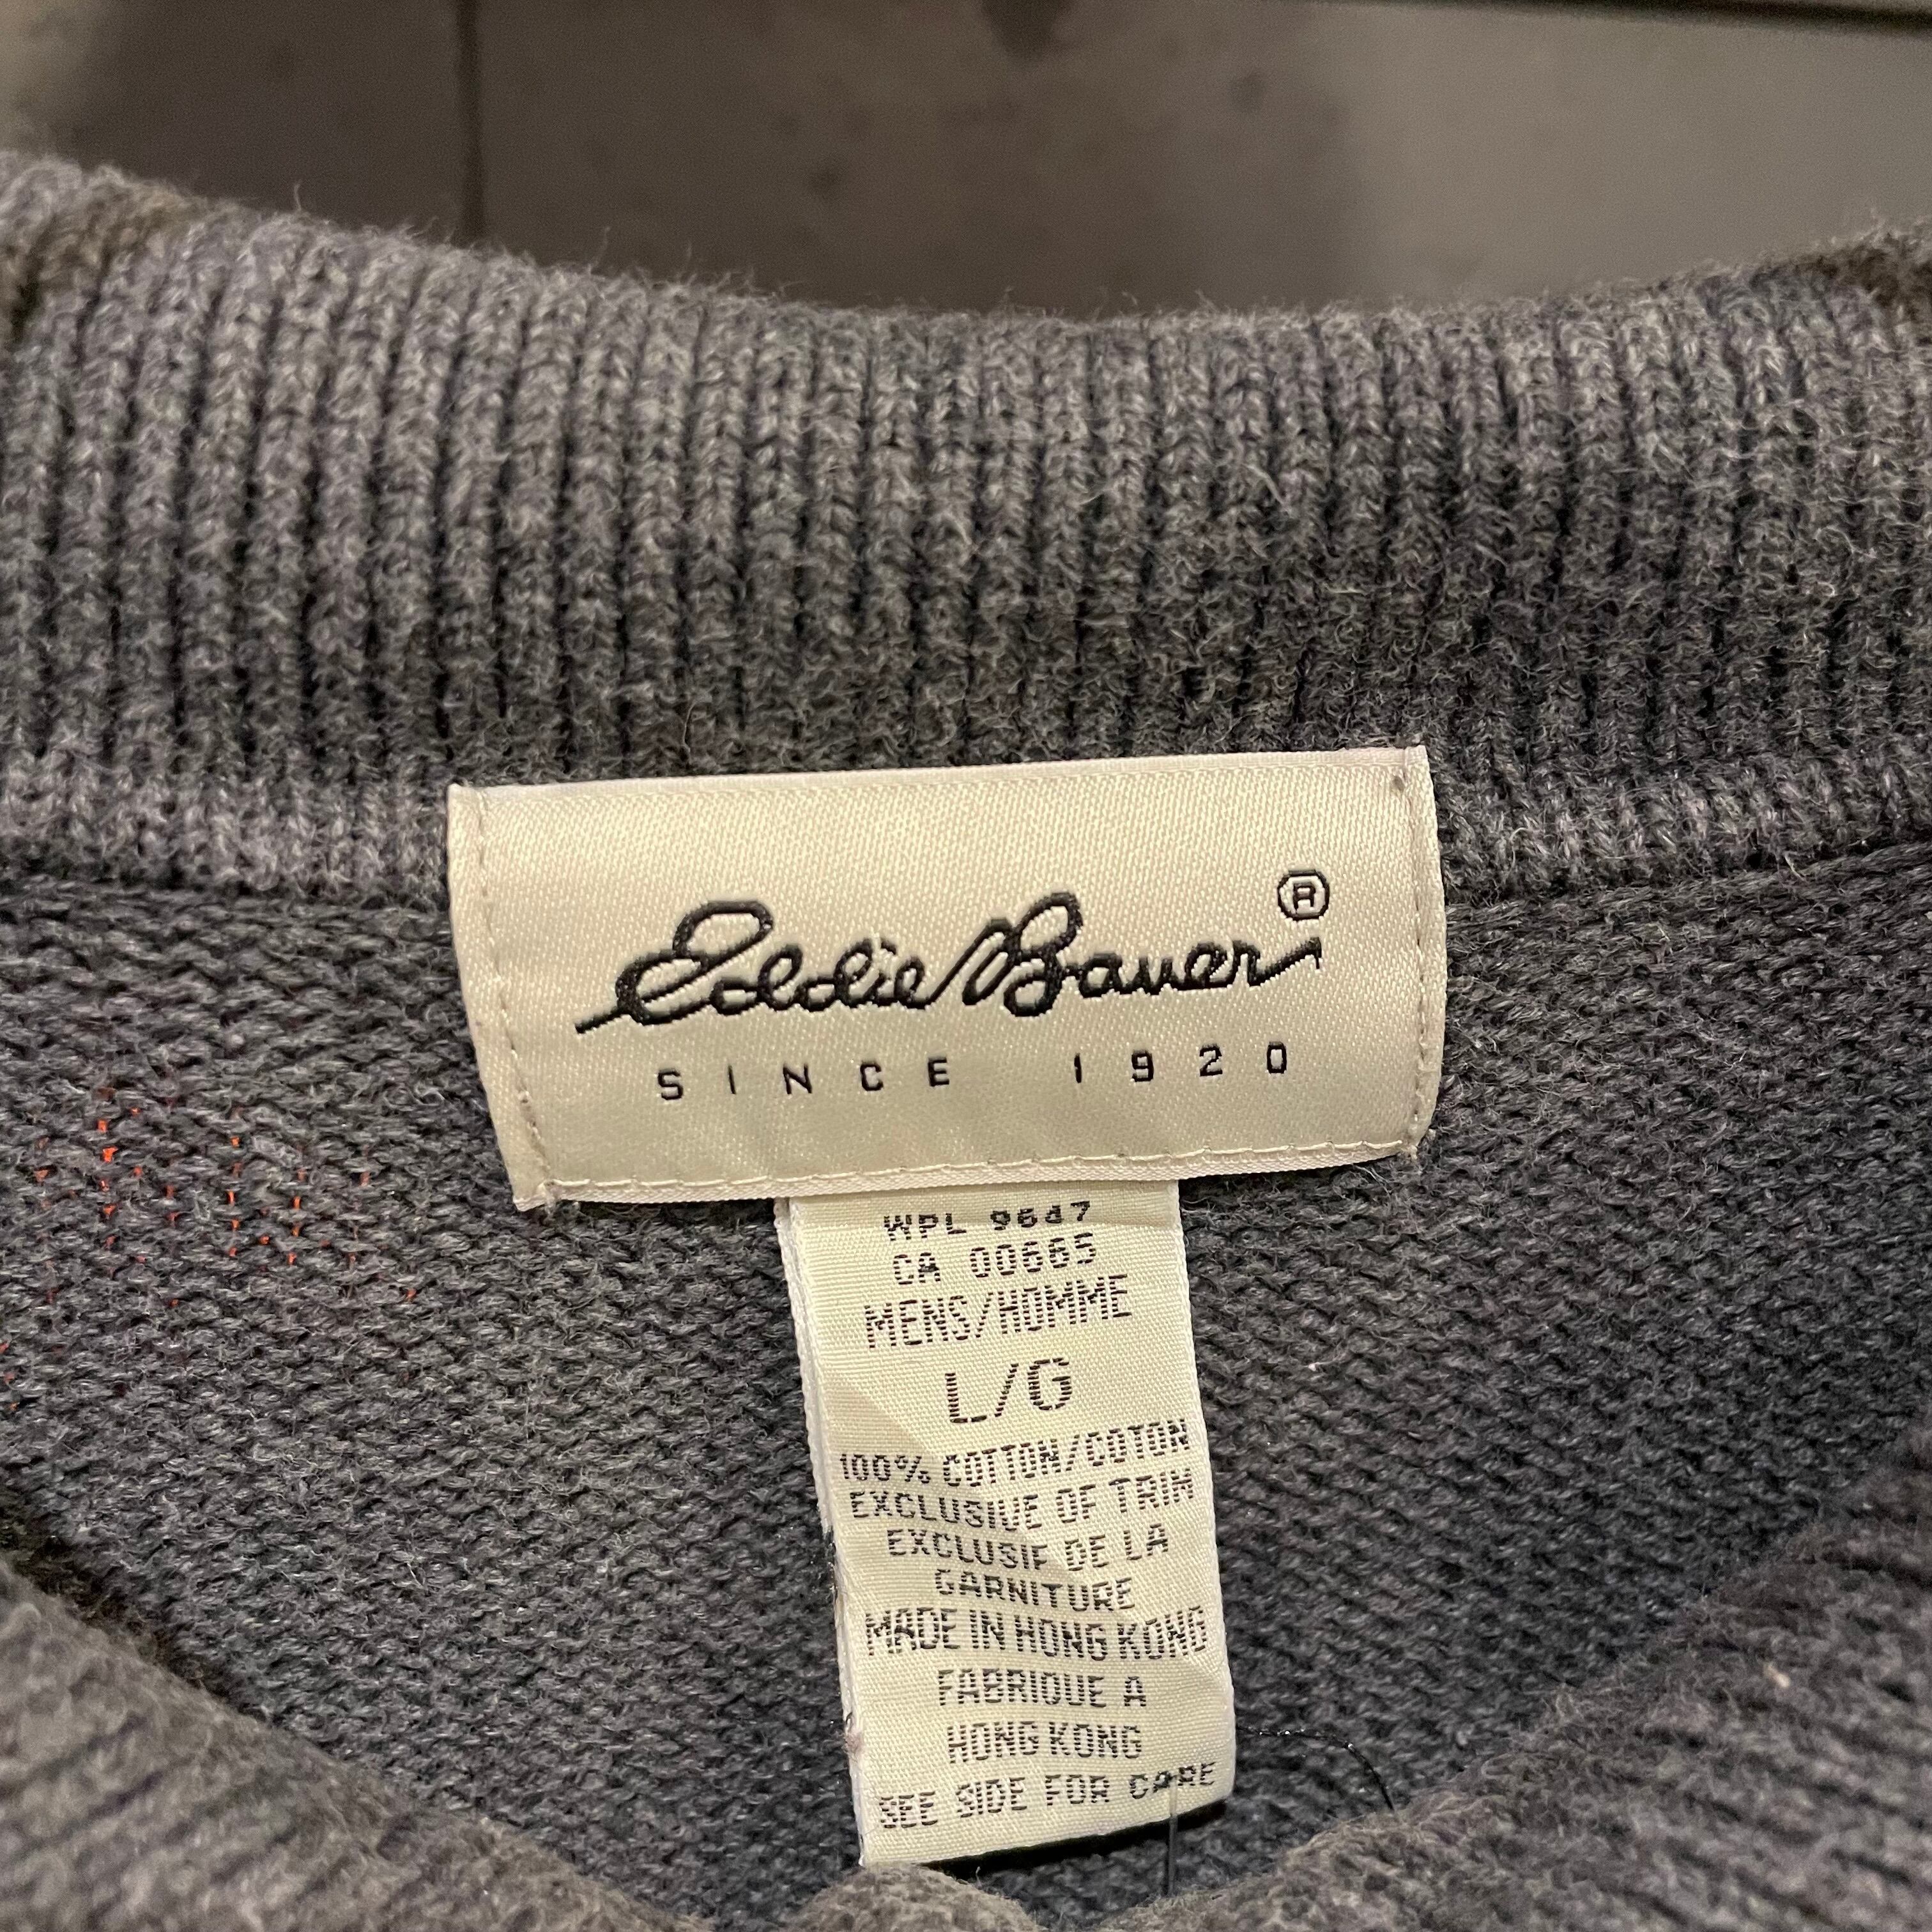 Eddie Bauer ®
SINCE 1920
WPL 9647
CA 00665
MENS/HOMME
L/G
100% COTTON/COTON
EXCLUSIVE OF TRIM
EXCLUSIF DE LA
GARNITURE
MADE IN HONG KONG
FABRIQUE A
HONG KONG
SEE SIDE FOR CARE